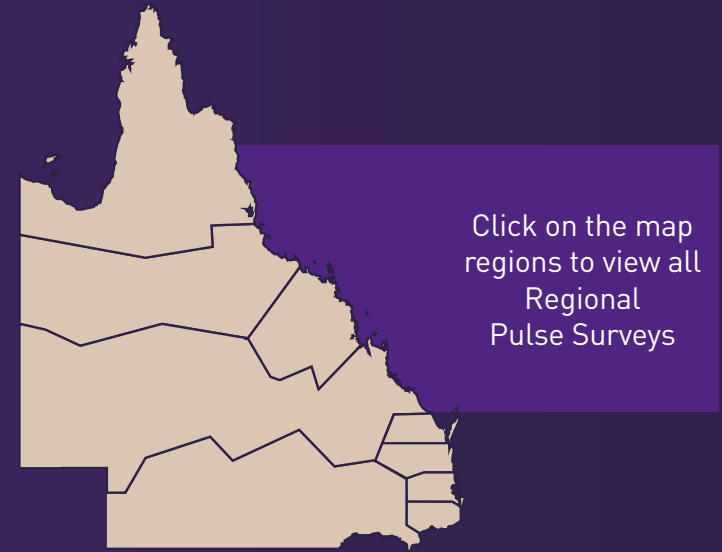 Click on the map
regions to view all
Regional
Pulse Surveys